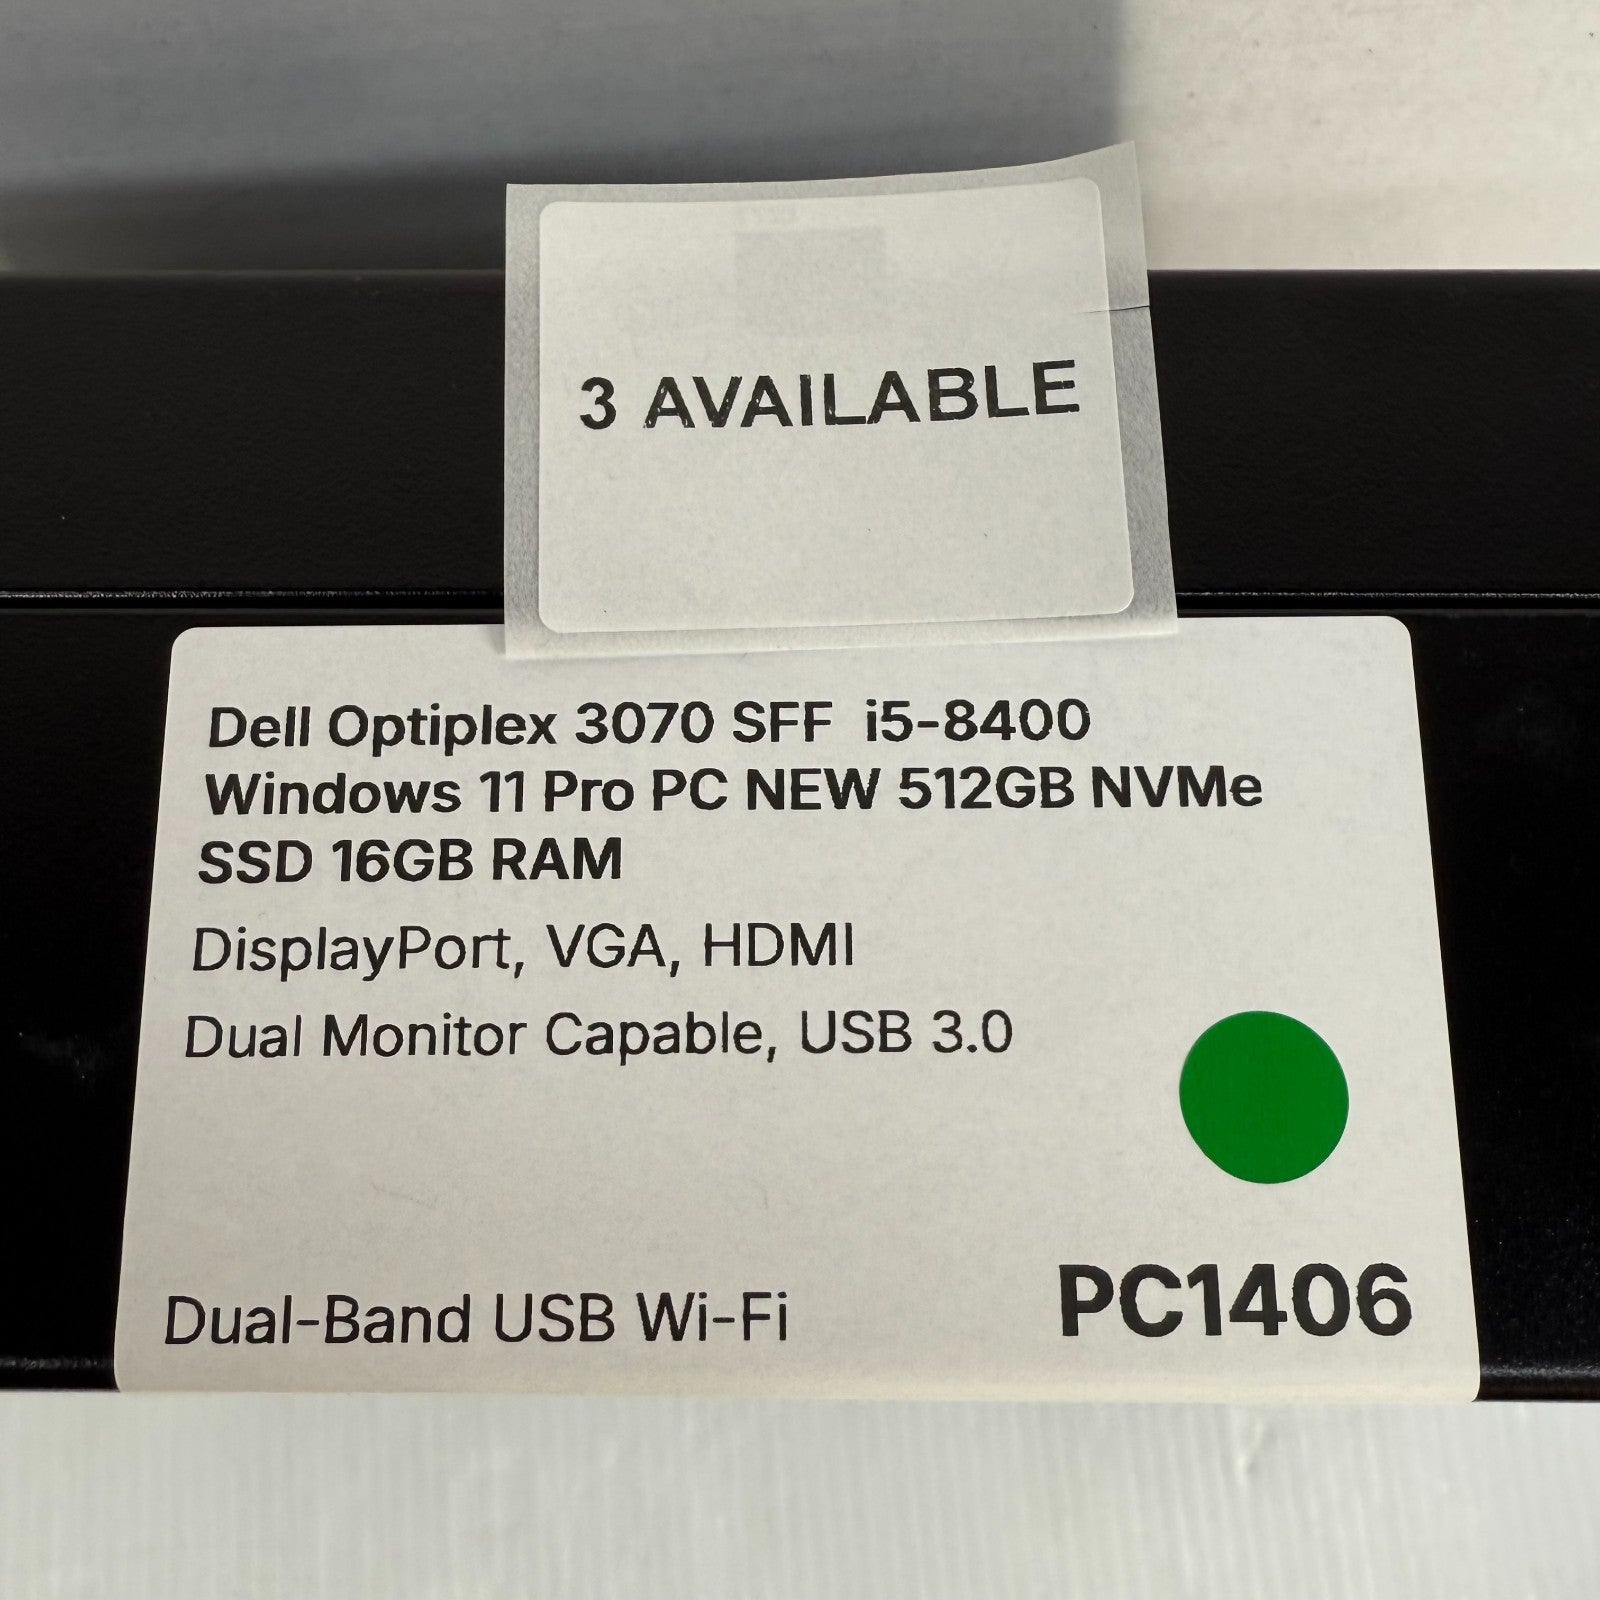 3 AVAILABLE
Dell Optiplex 3070 SFF i5-8400
Windows 11 Pro PC NEW 512GB NVMe
SSD 16GB RAM
DisplayPort, VGA, HDMI
Dual Monitor Capable, USB 3.0
Dual-Band USB Wi-Fi
PC1406